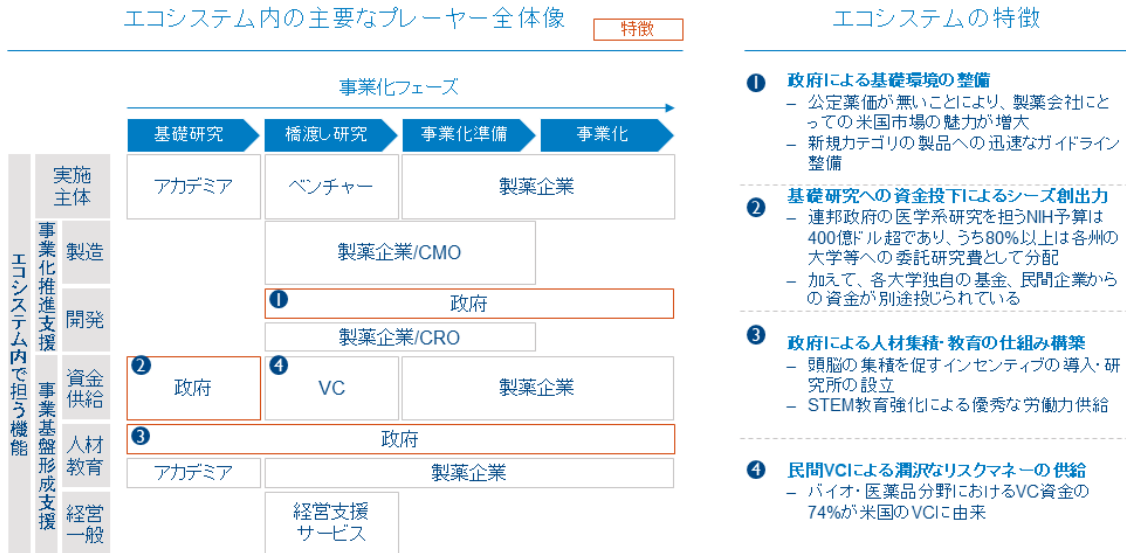 エコシステム内の主要なプレーヤー全体像
特徴
事業化フェーズ
基礎研究
橋渡し研究
事業化準備
事業化
エコシステム内で担う機能
実施
主体
アカデミア
ベンチャー
製薬企業
事業化推進支援
製造
製薬企業/CMO
開発
1
政府
製薬企業/CRO
事業基盤形成支援
資金
供給
2
政府
4
VC
製薬企業
人材
教育
3
政府
アカデミア
製薬企業
経営
一般
経営支援
サービス
エコシステムの特徴
1 政府による基礎環境の整備
– 公定薬価が無いことにより、製薬会社にと
っての米国市場の魅力が増大
– 新規カテゴリの製品への迅速なガイドライン
整備
2 基礎研究への資金投下によるシーズ創出力
– 連邦政府の医学系研究を担うNIH予算は
400億ドル超であり、うち80%以上は各州の
大学等への委託研究費として分配
– 加えて、各大学独自の基金、民間企業から
の資金が別途投じられている
3 政府による人材集積・教育の仕組み構築
– 頭脳の集積を促すインセンティブの導入・研
究所の設立
– STEM教育強化による優秀な労働力供給
4 民間VCによる潤沢なリスクマネーの供給
– バイオ・医薬品分野におけるVC資金の
74%が米国のVCに由来